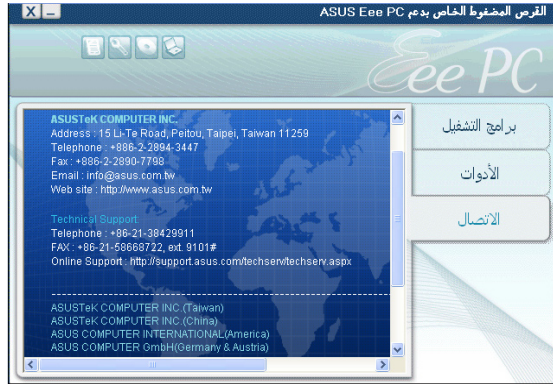 القرص المضغوط الخاص بدعم ASUS Eee PC
Eee PC
ASUSTeK COMPUTER INC.
Address : 15 Li-Te Road, Peitou, Taipei, Taiwan 11259
Telephone : +886-2-2894-3447
Fax : +886-2-2890-7798
Email : info@asus.com.tw
Web site : http://www.asus.com.tw
Technical Support
Telephone : +86-21-38429911
FAX : +86-21-58668722, ext. 9101#
Online Support : http://support.asus.com/techserv/techserv.aspx
ASUSTeK COMPUTER INC.(Taiwan)
ASUSTeK COMPUTER INC.(China)
ASUS COMPUTER INTERNATIONAL(America)
ASUS COMPUTER GmbH(Germany & Austria)
برامج التشغيل
الأدوات
الاتصال